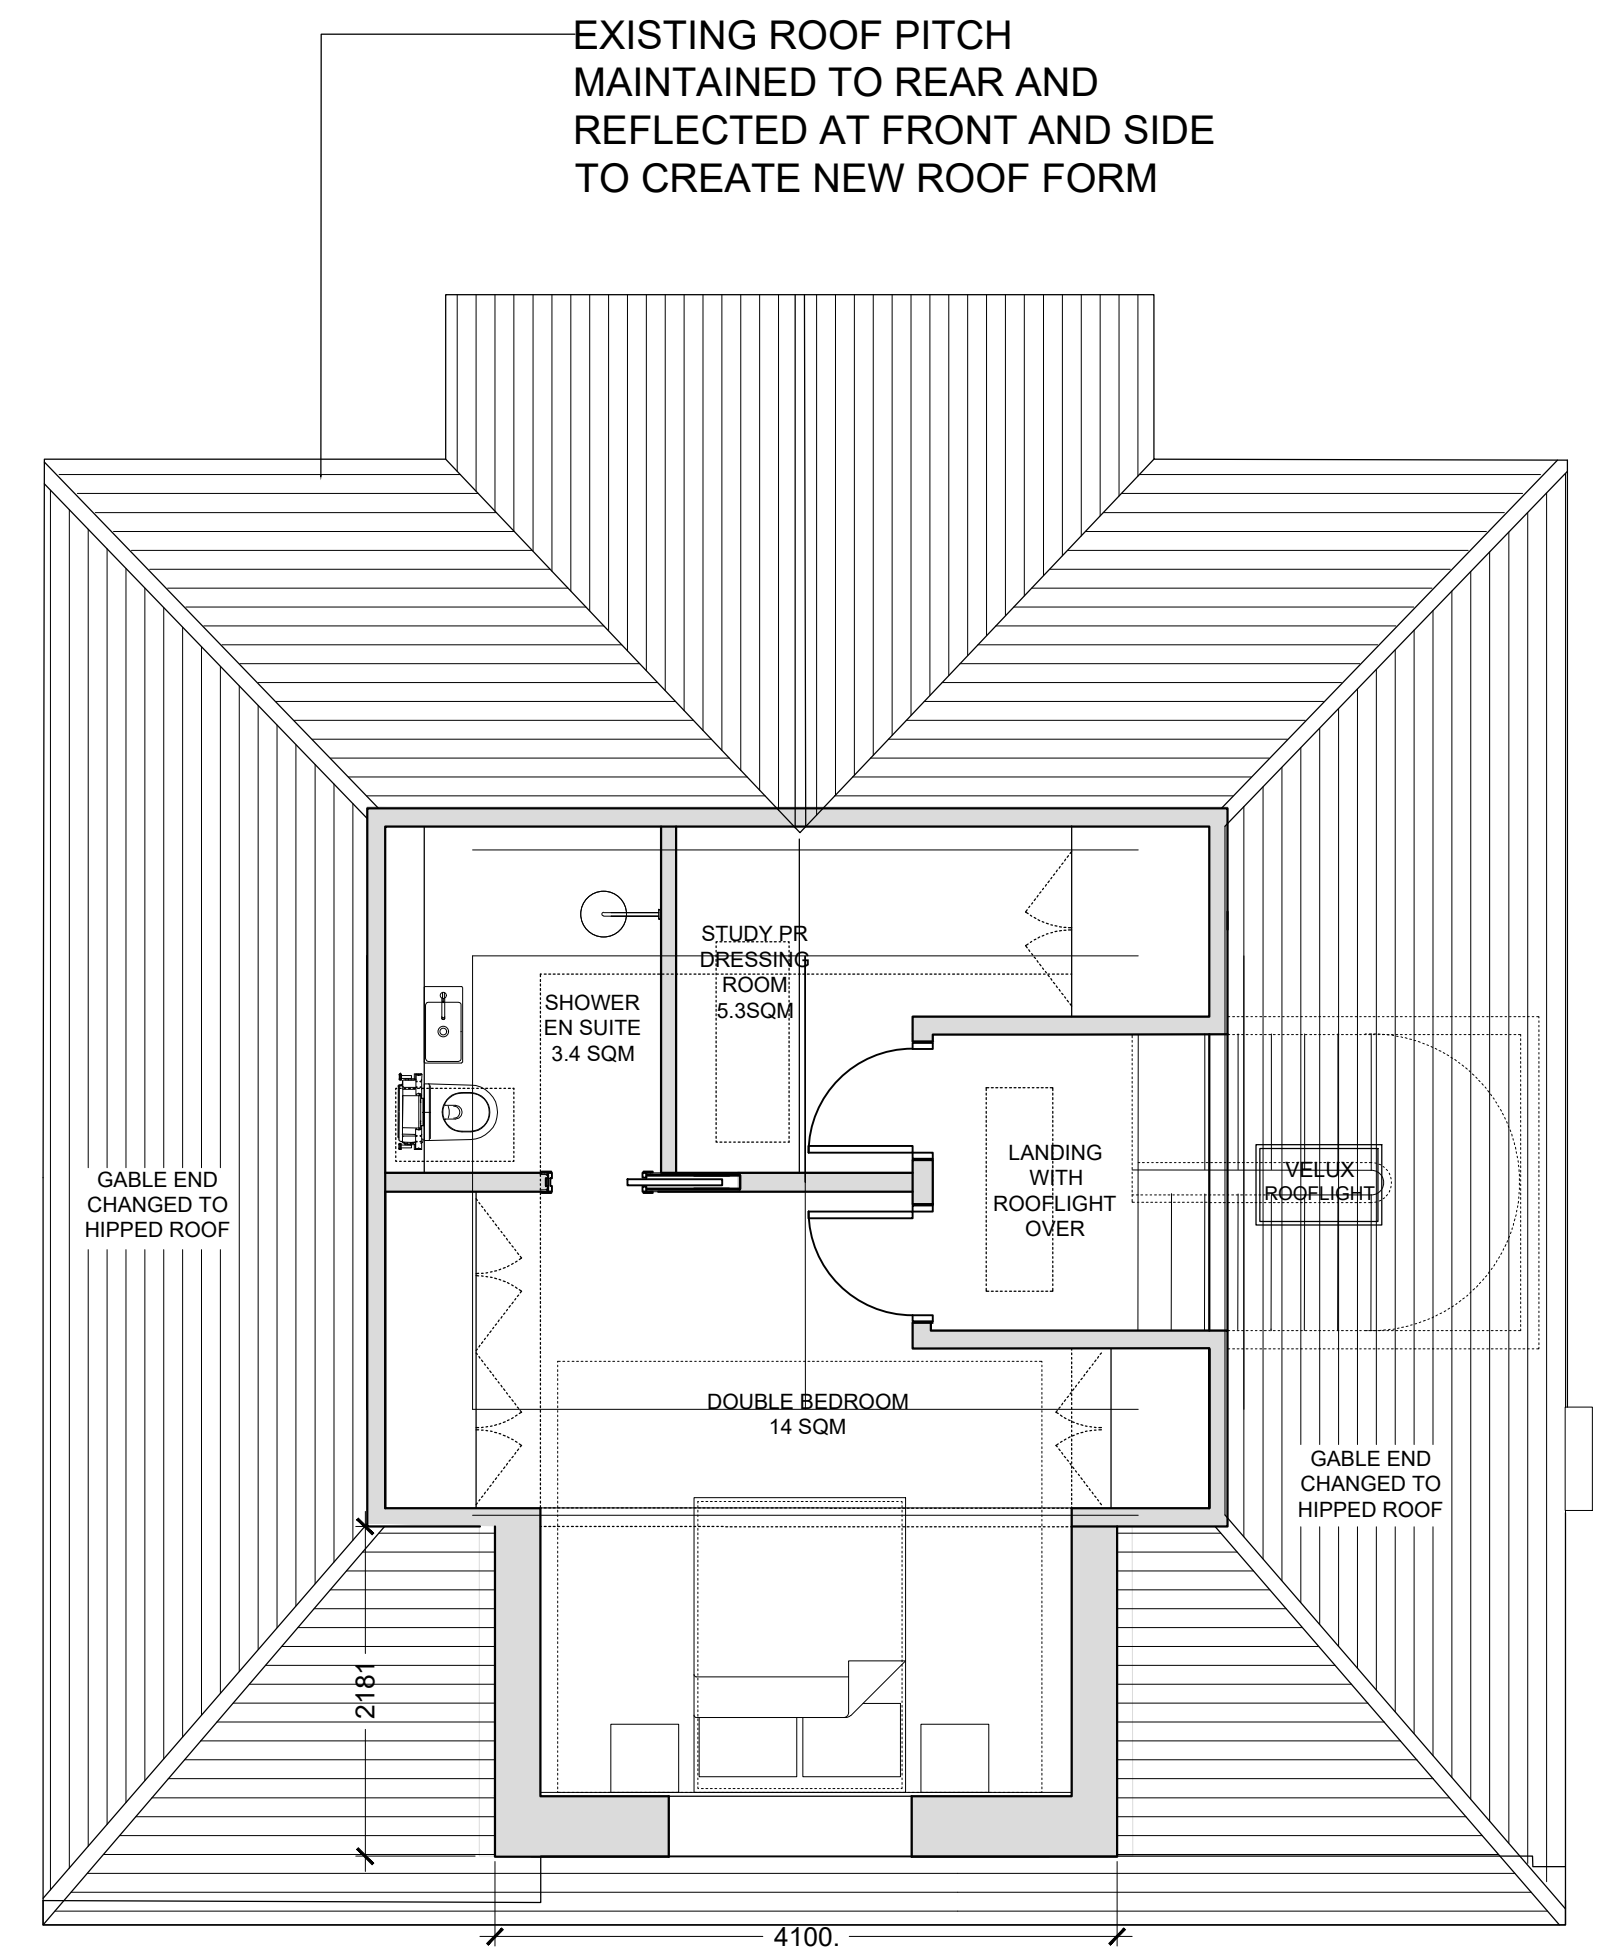 EXISTING ROOF PITCH
MAINTAINED TO REAR AND
REFLECTED AT FRONT AND SIDE
TO CREATE NEW ROOF FORM
STUDY PR
DRESSING
ROOM
5.3SQM
SHOWER
EN SUITE
3.4 SQM
LANDING
WITH
ROOFLIGHT
OVER
VELUX
ROOFLIGHT
GABLE END
CHANGED TO
HIPPED ROOF
DOUBLE BEDROOM
14 SQM
GABLE END
CHANGED TO
HIPPED ROOF
2181
4100.